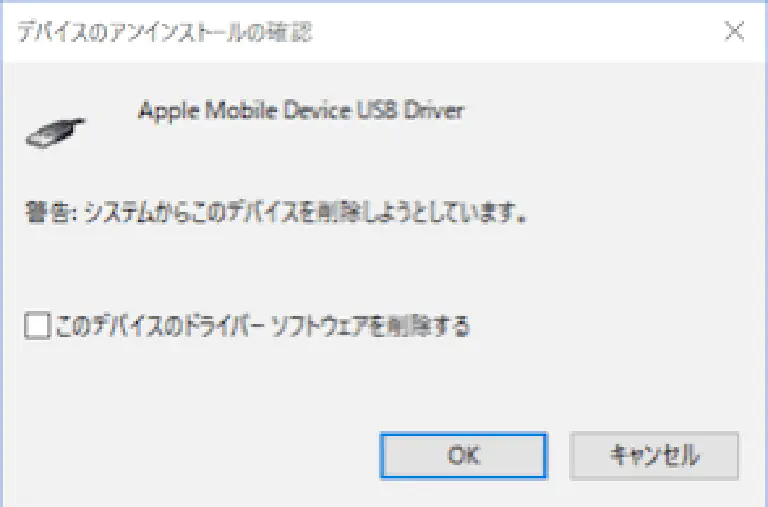 デバイスのアンインストールの確認
Apple Mobile Device USB Driver
警告: システムからこのデバイスを削除しようとしています。
このデバイスのドライバー ソフトウェアを削除する
OK
キャンセル